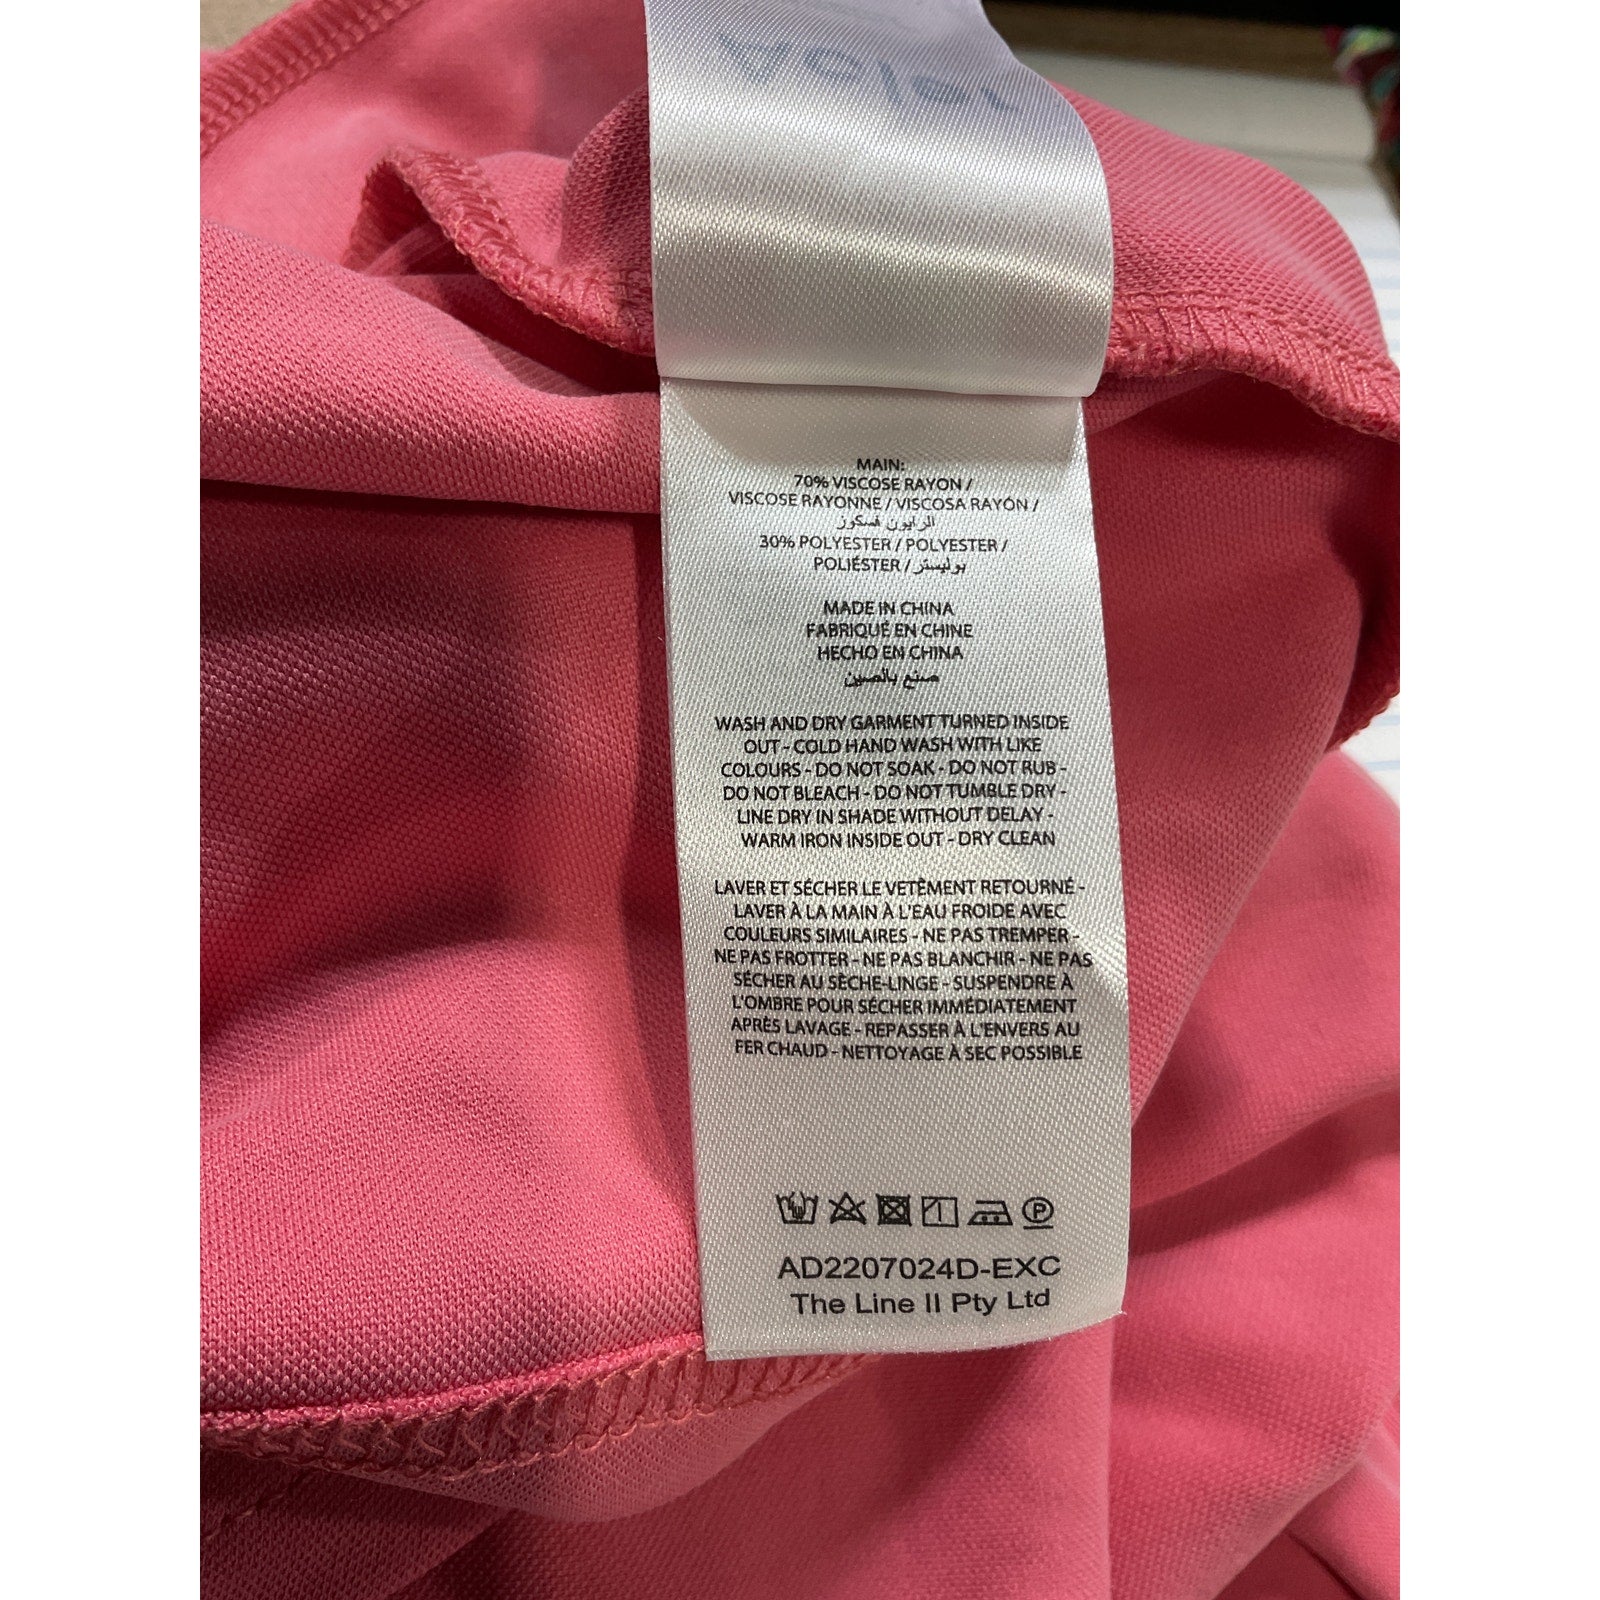 MAIN:
70% VISCOSE RAYON /
VISCOSE RAYONNE / VISCOSA RAYÓN /
الرايون فسكوز
30% POLYESTER / POLYESTER /
POLIÉSTER / بوليستر
MADE IN CHINA
FABRIQUÉ EN CHINE
HECHO EN CHINA
صنع بالصين
WASH AND DRY GARMENT TURNED INSIDE
OUT - COLD HAND WASH WITH LIKE
COLOURS - DO NOT SOAK - DO NOT RUB -
DO NOT BLEACH - DO NOT TUMBLE DRY -
LINE DRY IN SHADE WITHOUT DELAY -
WARM IRON INSIDE OUT - DRY CLEAN
LAVER ET SÉCHER LE VETÊMENT RETOURNÉ -
LAVER À LA MAIN À L'EAU FROIDE AVEC
COULEURS SIMILAIRES - NE PAS TREMPER -
NE PAS FROTTER - NE PAS BLANCHIR - NE PAS
SÉCHER AU SÈCHE-LINGE - SUSPENDRE À
L'OMBRE POUR SÉCHER IMMÉDIATEMENT
APRÈS LAVAGE - REPASSER À L'ENVERS AU
FER CHAUD - NETTOYAGE À SEC POSSIBLE
P
AD2207024D-EXC
The Line II Pty Ltd